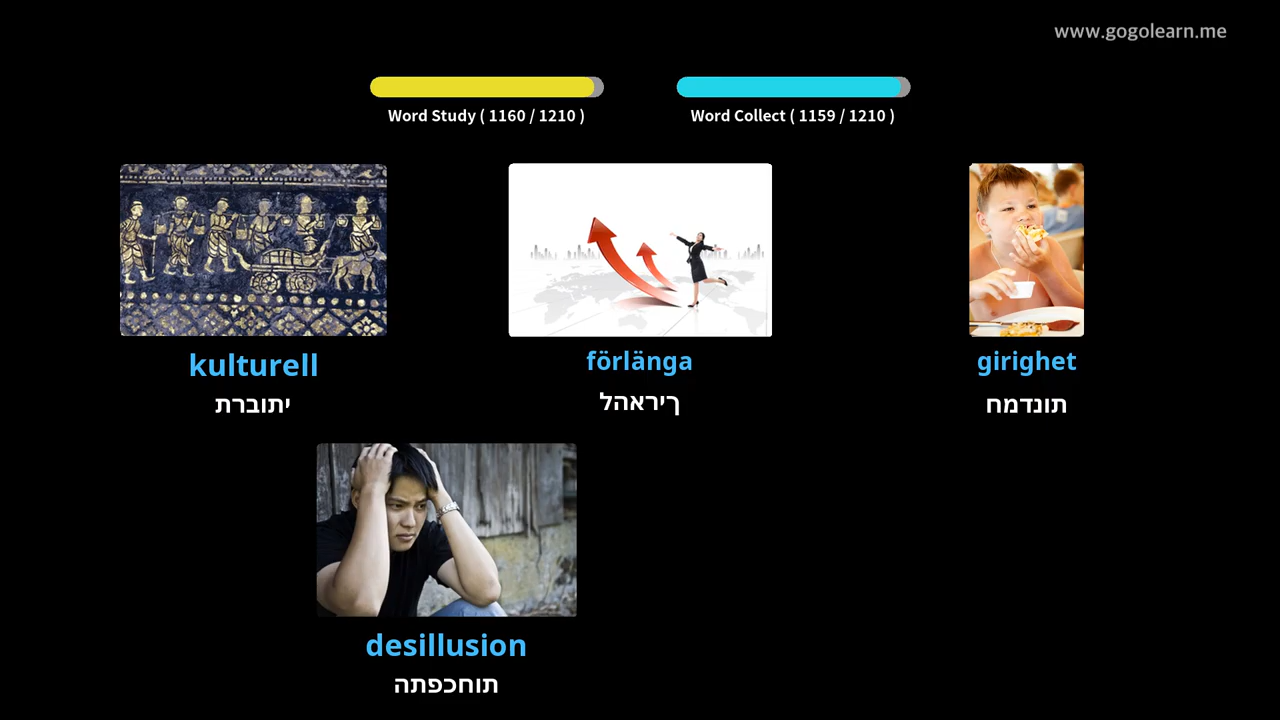 www.gogolearn.me
Word Study ( 1160 / 1210 )
Word Collect ( 1159 / 1210 )
kulturell
יתוברת
förlänga
ךיראהל
girighet
תונדמח
desillusion
תוחכפתה